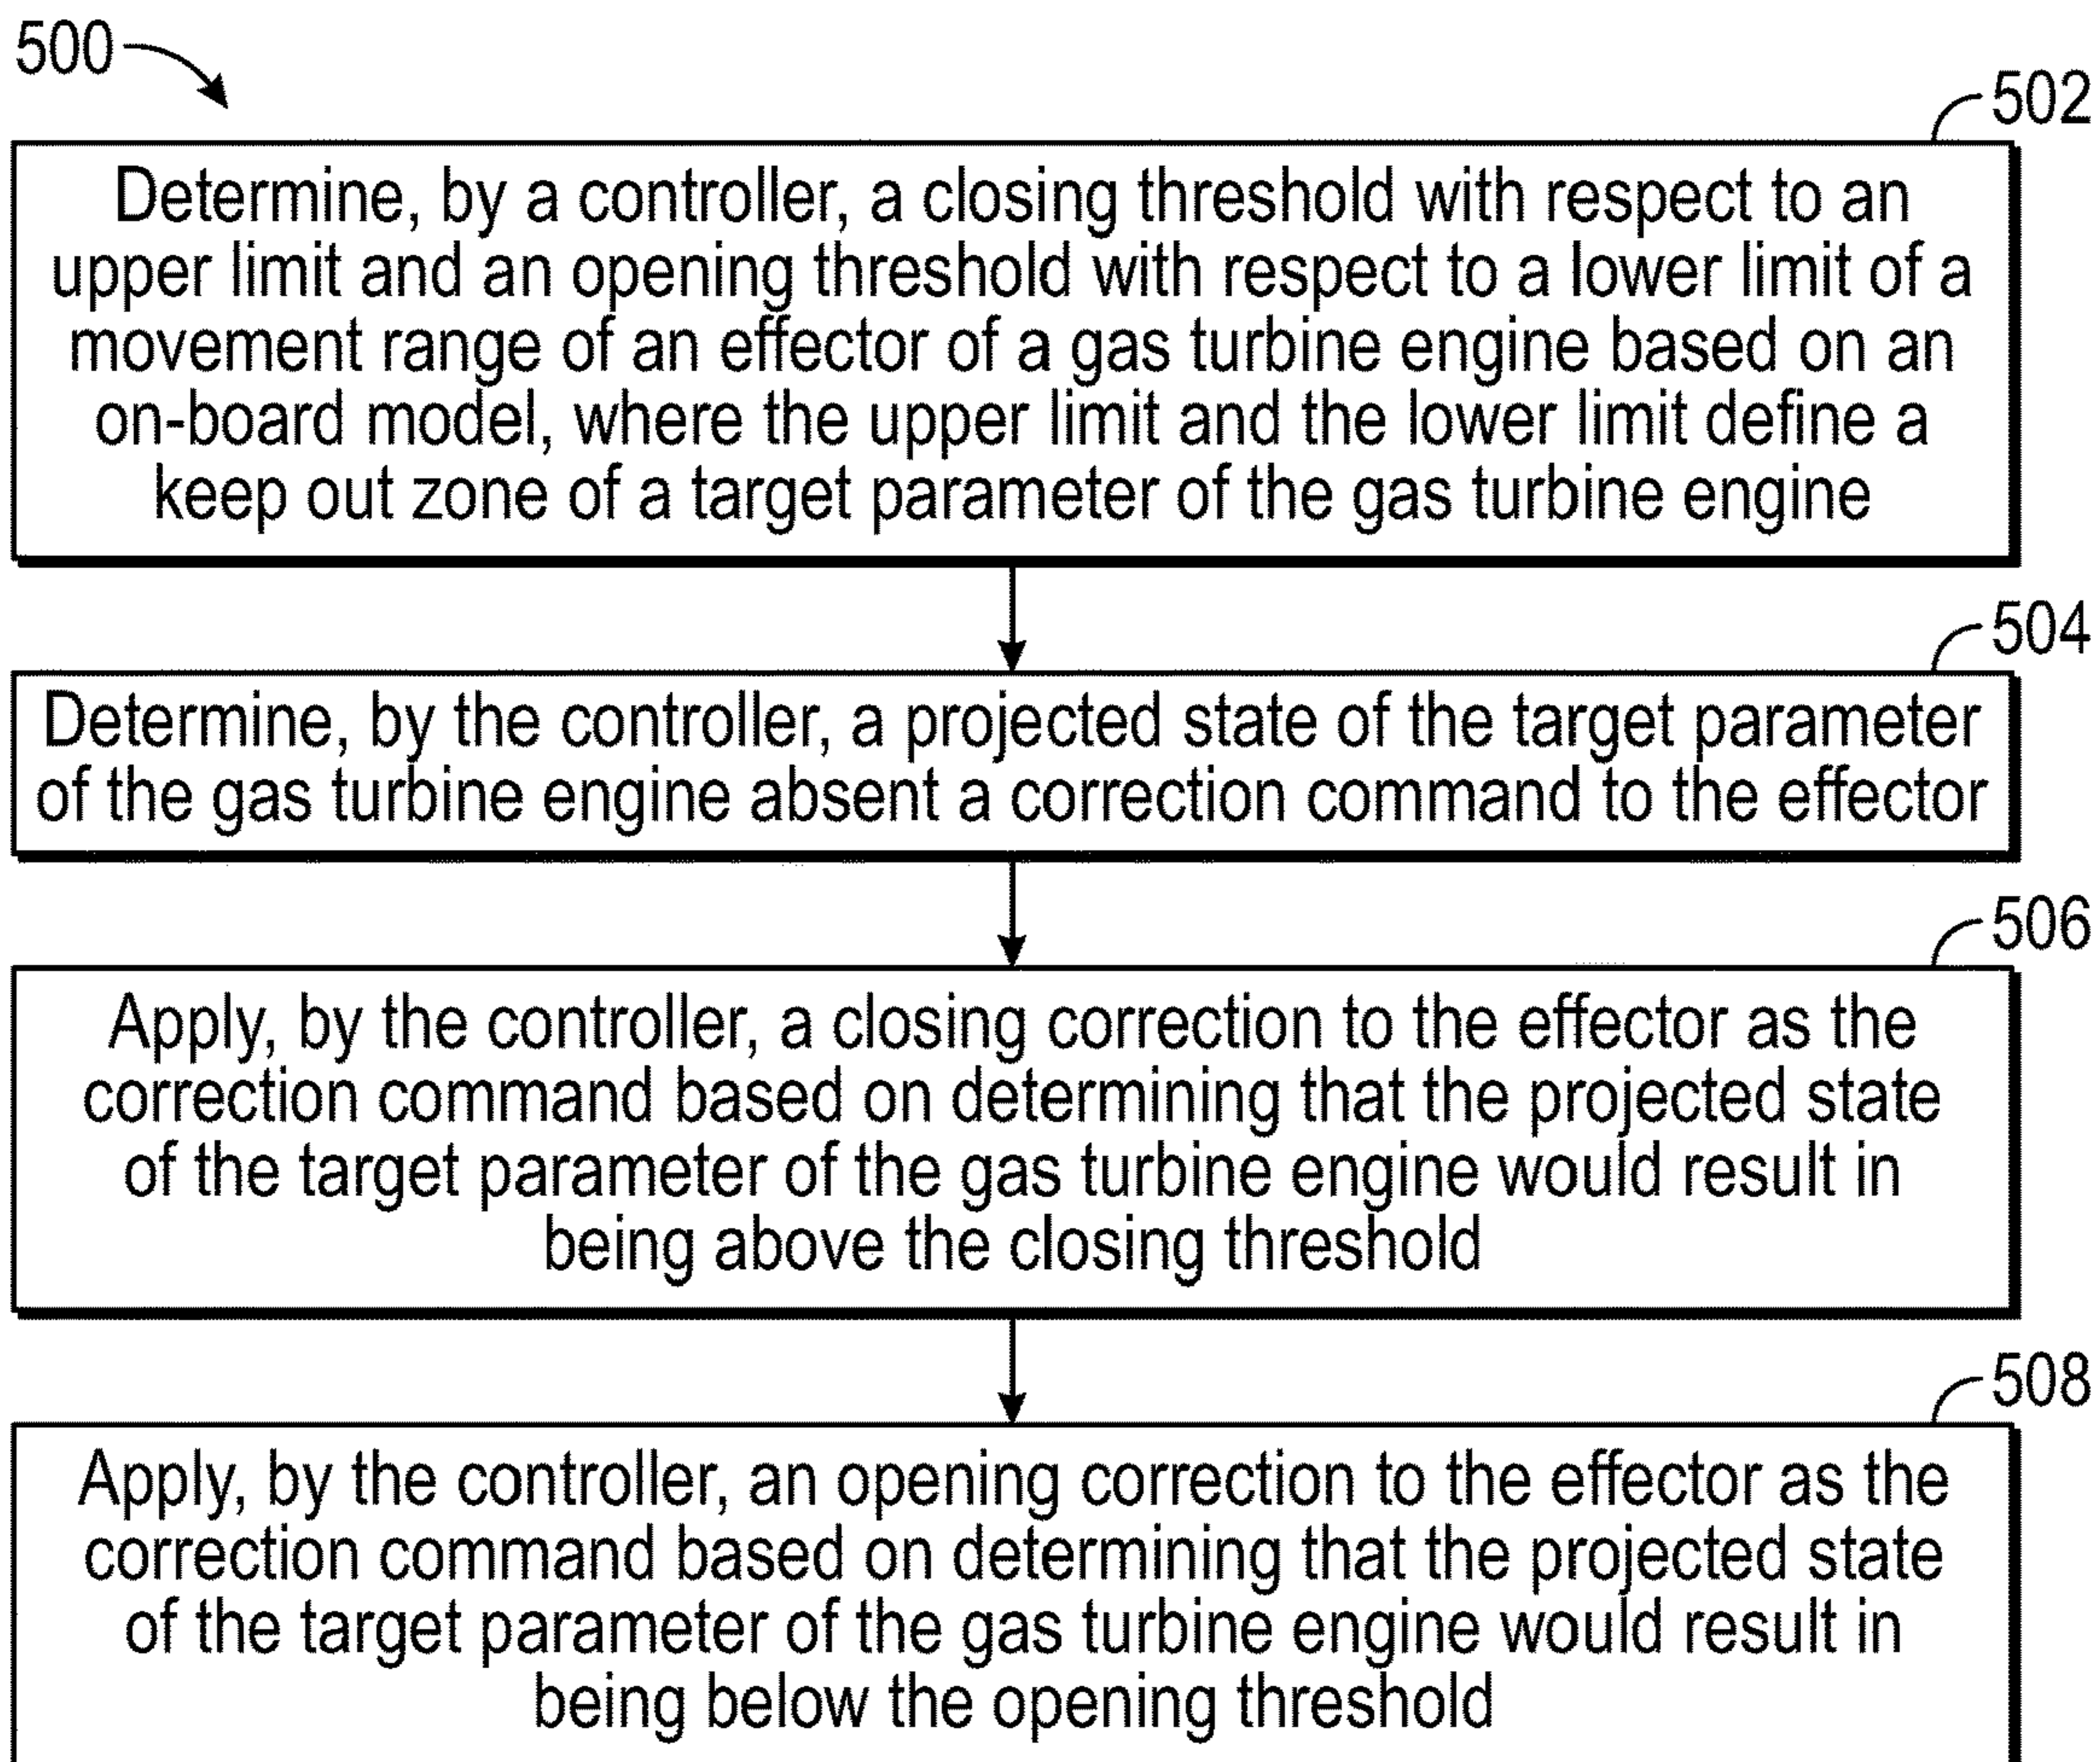 500
502
Determine, by a controller, a closing threshold with respect to an
upper limit and an opening threshold with respect to a lower limit of a
movement range of an effector of a gas turbine engine based on an
on-board model, where the upper limit and the lower limit define a
keep out zone of a target parameter of the gas turbine engine
504
Determine, by the controller, a projected state of the target parameter
of the gas turbine engine absent a correction command to the effector
506
Apply, by the controller, a closing correction to the effector as the
correction command based on determining that the projected state
of the target parameter of the gas turbine engine would result in
being above the closing threshold
508
Apply, by the controller, an opening correction to the effector as the
correction command based on determining that the projected state
of the target parameter of the gas turbine engine would result in
being below the opening threshold